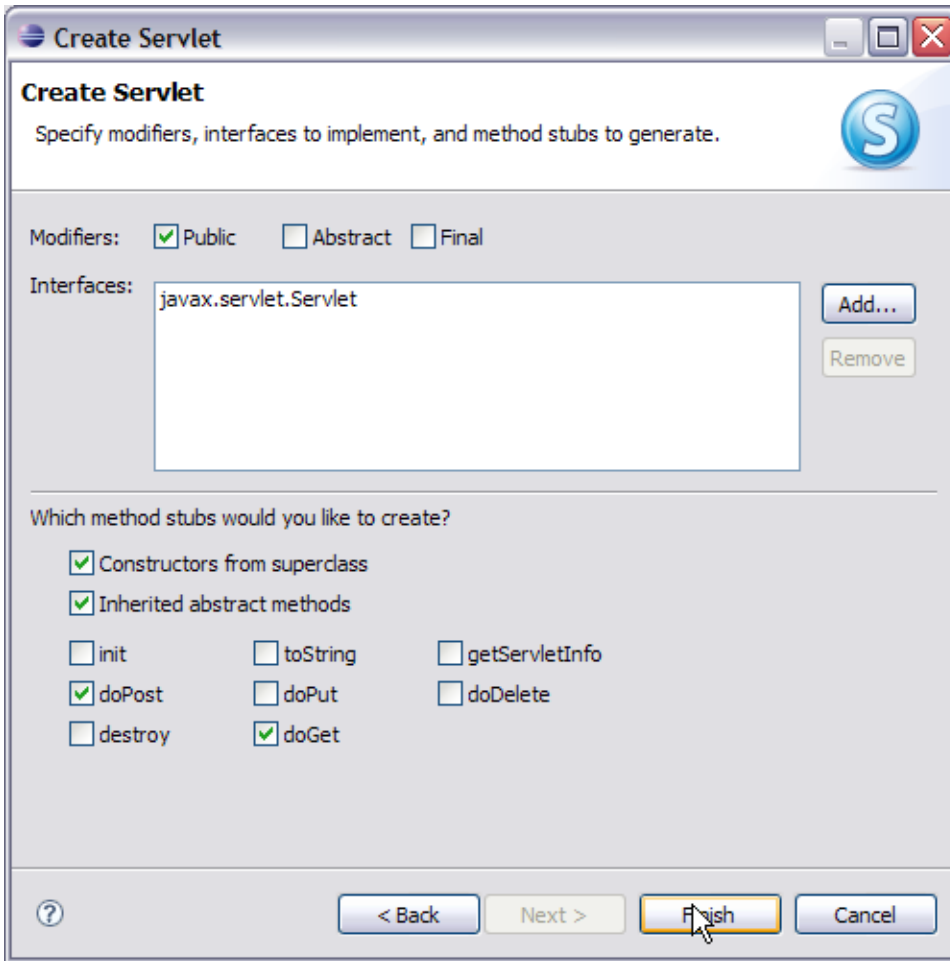 Create Servlet
Create Servlet
Specify modifiers, interfaces to implement, and method stubs to generate.
Modifiers: Public Abstract Final
Interfaces: javax.servlet.Servlet
Add...
Remove
Which method stubs would you like to create?
Constructors from superclass
Inherited abstract methods
init toString getServletInfo
doPost doPut doDelete
destroy doGet
? < Back Next > Finish Cancel